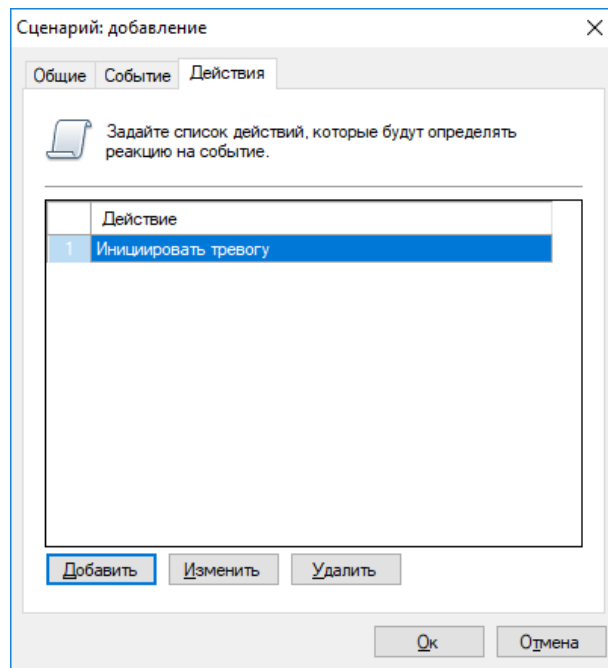 Сценарий: добавление
Общие Событие Действия
Задайте список действий, которые будут определять
реакцию на событие.
Действие
1 Инициировать тревогу
Добавить Изменить Удалить
Ок Отмена